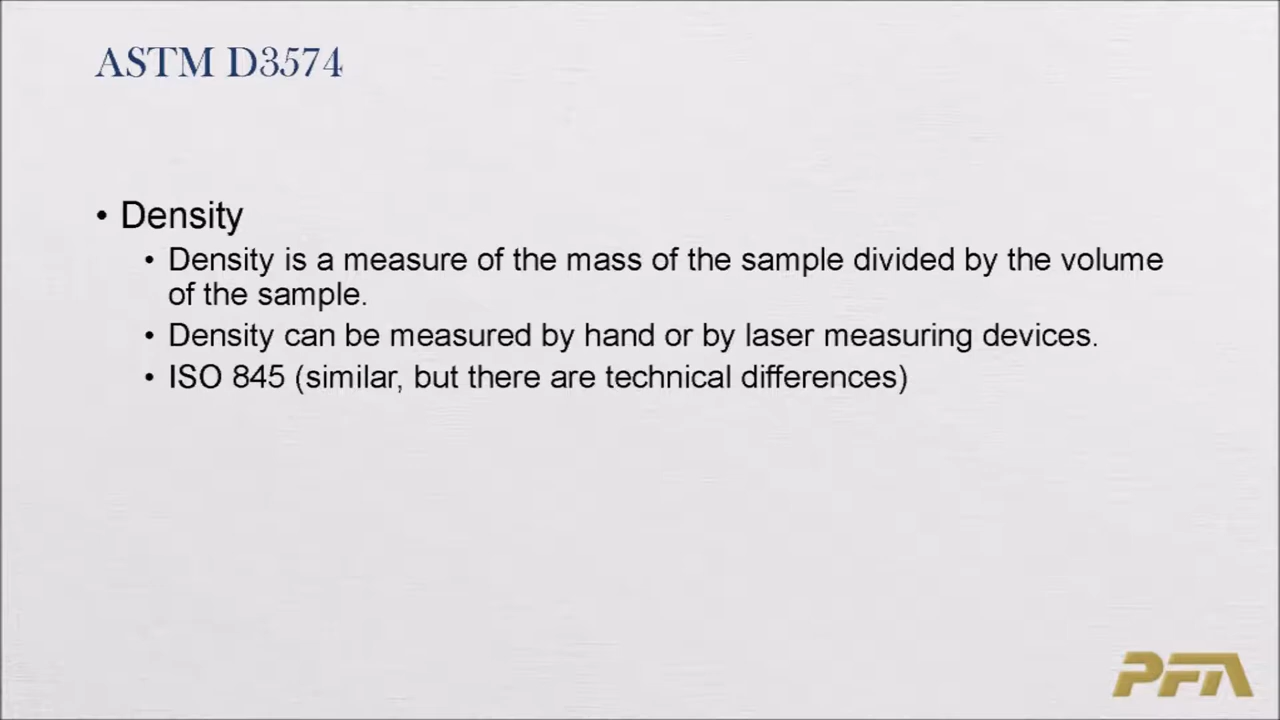 ASTM D3574
• Density
• Density is a measure of the mass of the sample divided by the volume
of the sample.
• Density can be measured by hand or by laser measuring devices.
• ISO 845 (similar, but there are technical differences)
PFA